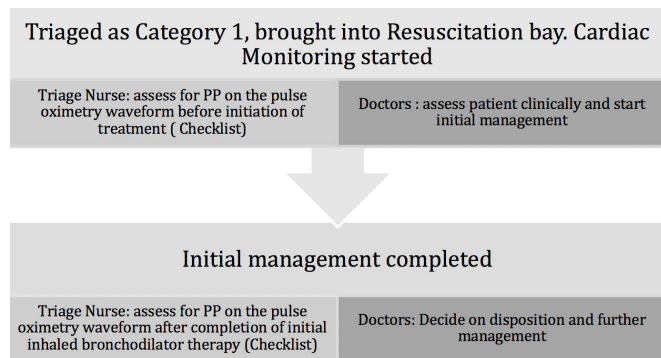 Triaged as Category 1, brought into Resuscitation bay. Cardiac
Monitoring started
Triage Nurse: assess for PP on the pulse
oximetry waveform before initiation of
treatment ( Checklist)
Doctors : assess patient clinically and start
initial management
Initial management completed
Triage Nurse: assess for PP on the pulse
oximetry waveform after completion of initial
inhaled bronchodilator therapy (Checklist)
Doctors: Decide on disposition and further
management